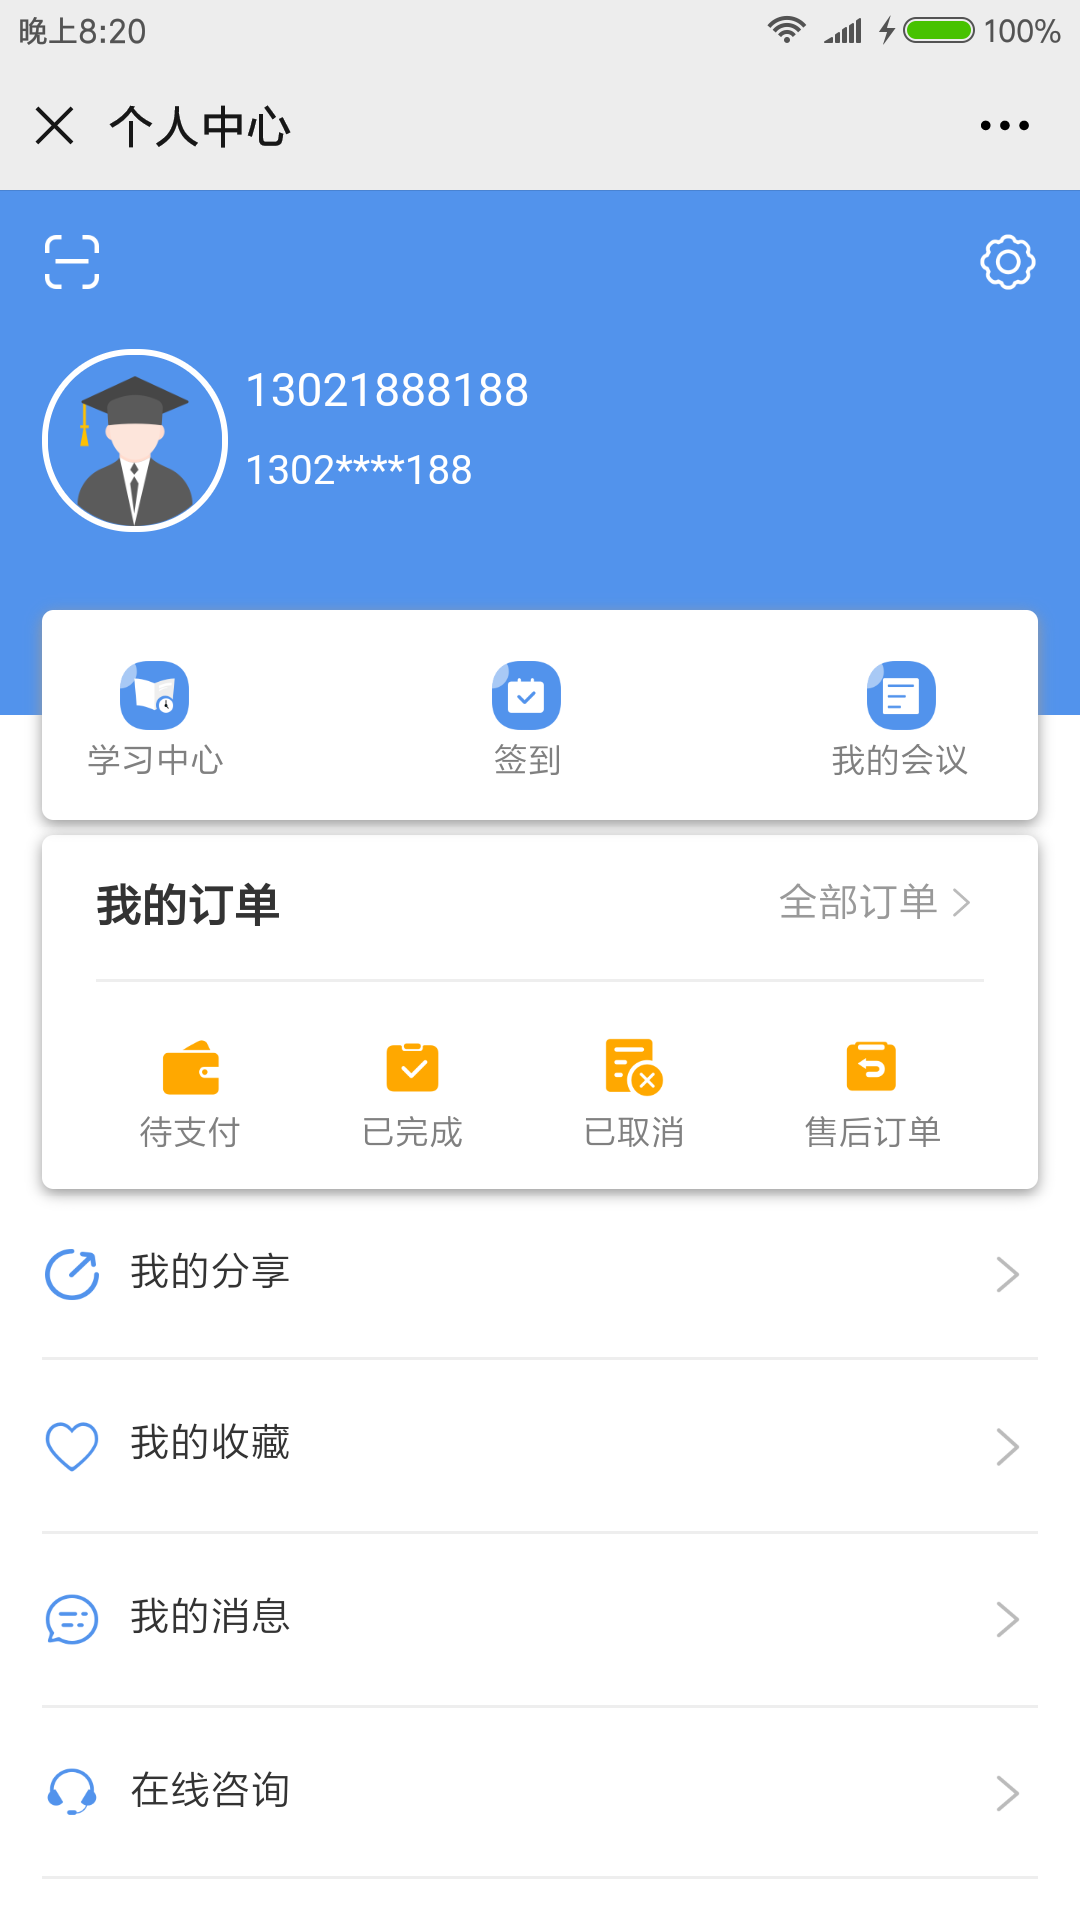 晚上8:20 100%
个人中心
13021888188
1302****188
学习中心 签到 我的会议
我的订单 全部订单
待支付 已完成 已取消 售后订单
我的分享
我的收藏
我的消息
在线咨询